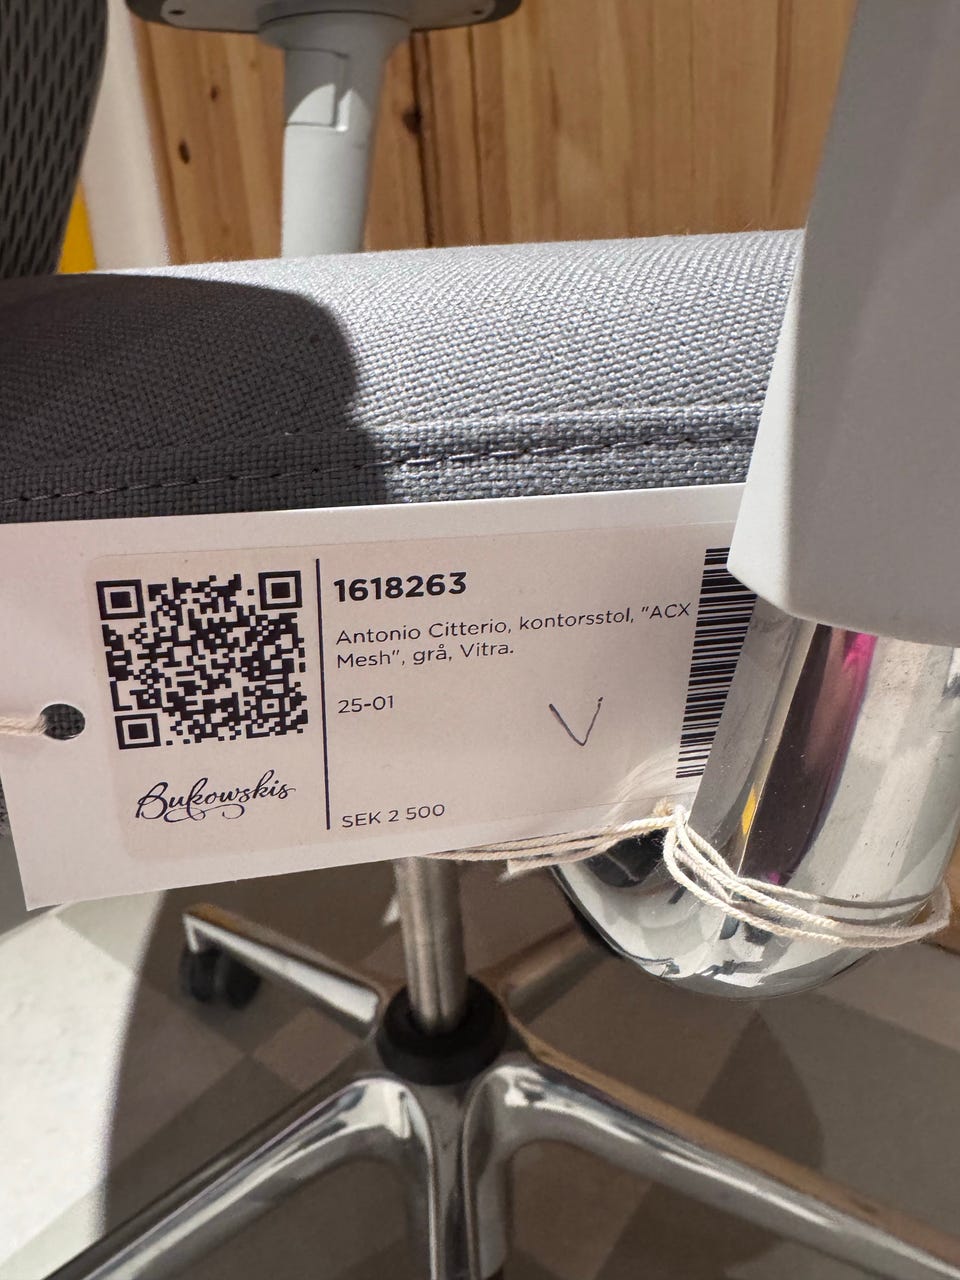 1618263
Antonio Citterio, kontorsstol, "ACX
Mesh", grå, Vitra.
25-01
V
SEK 2 500
Bukowskis